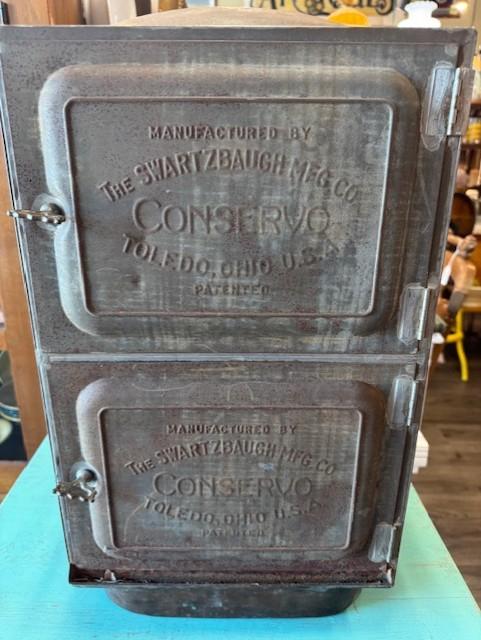 MANUFACTURED BY
THE SWARTZBAUGH MFG. CO.
CONSERVO
TOLEDO, OHIO U.S.A.
PATENTED
MANUFACTURED BY
THE SWARTZBAUGH MFG. CO.
CONSERVO
TOLEDO, OHIO U.S.A.
PATENTED